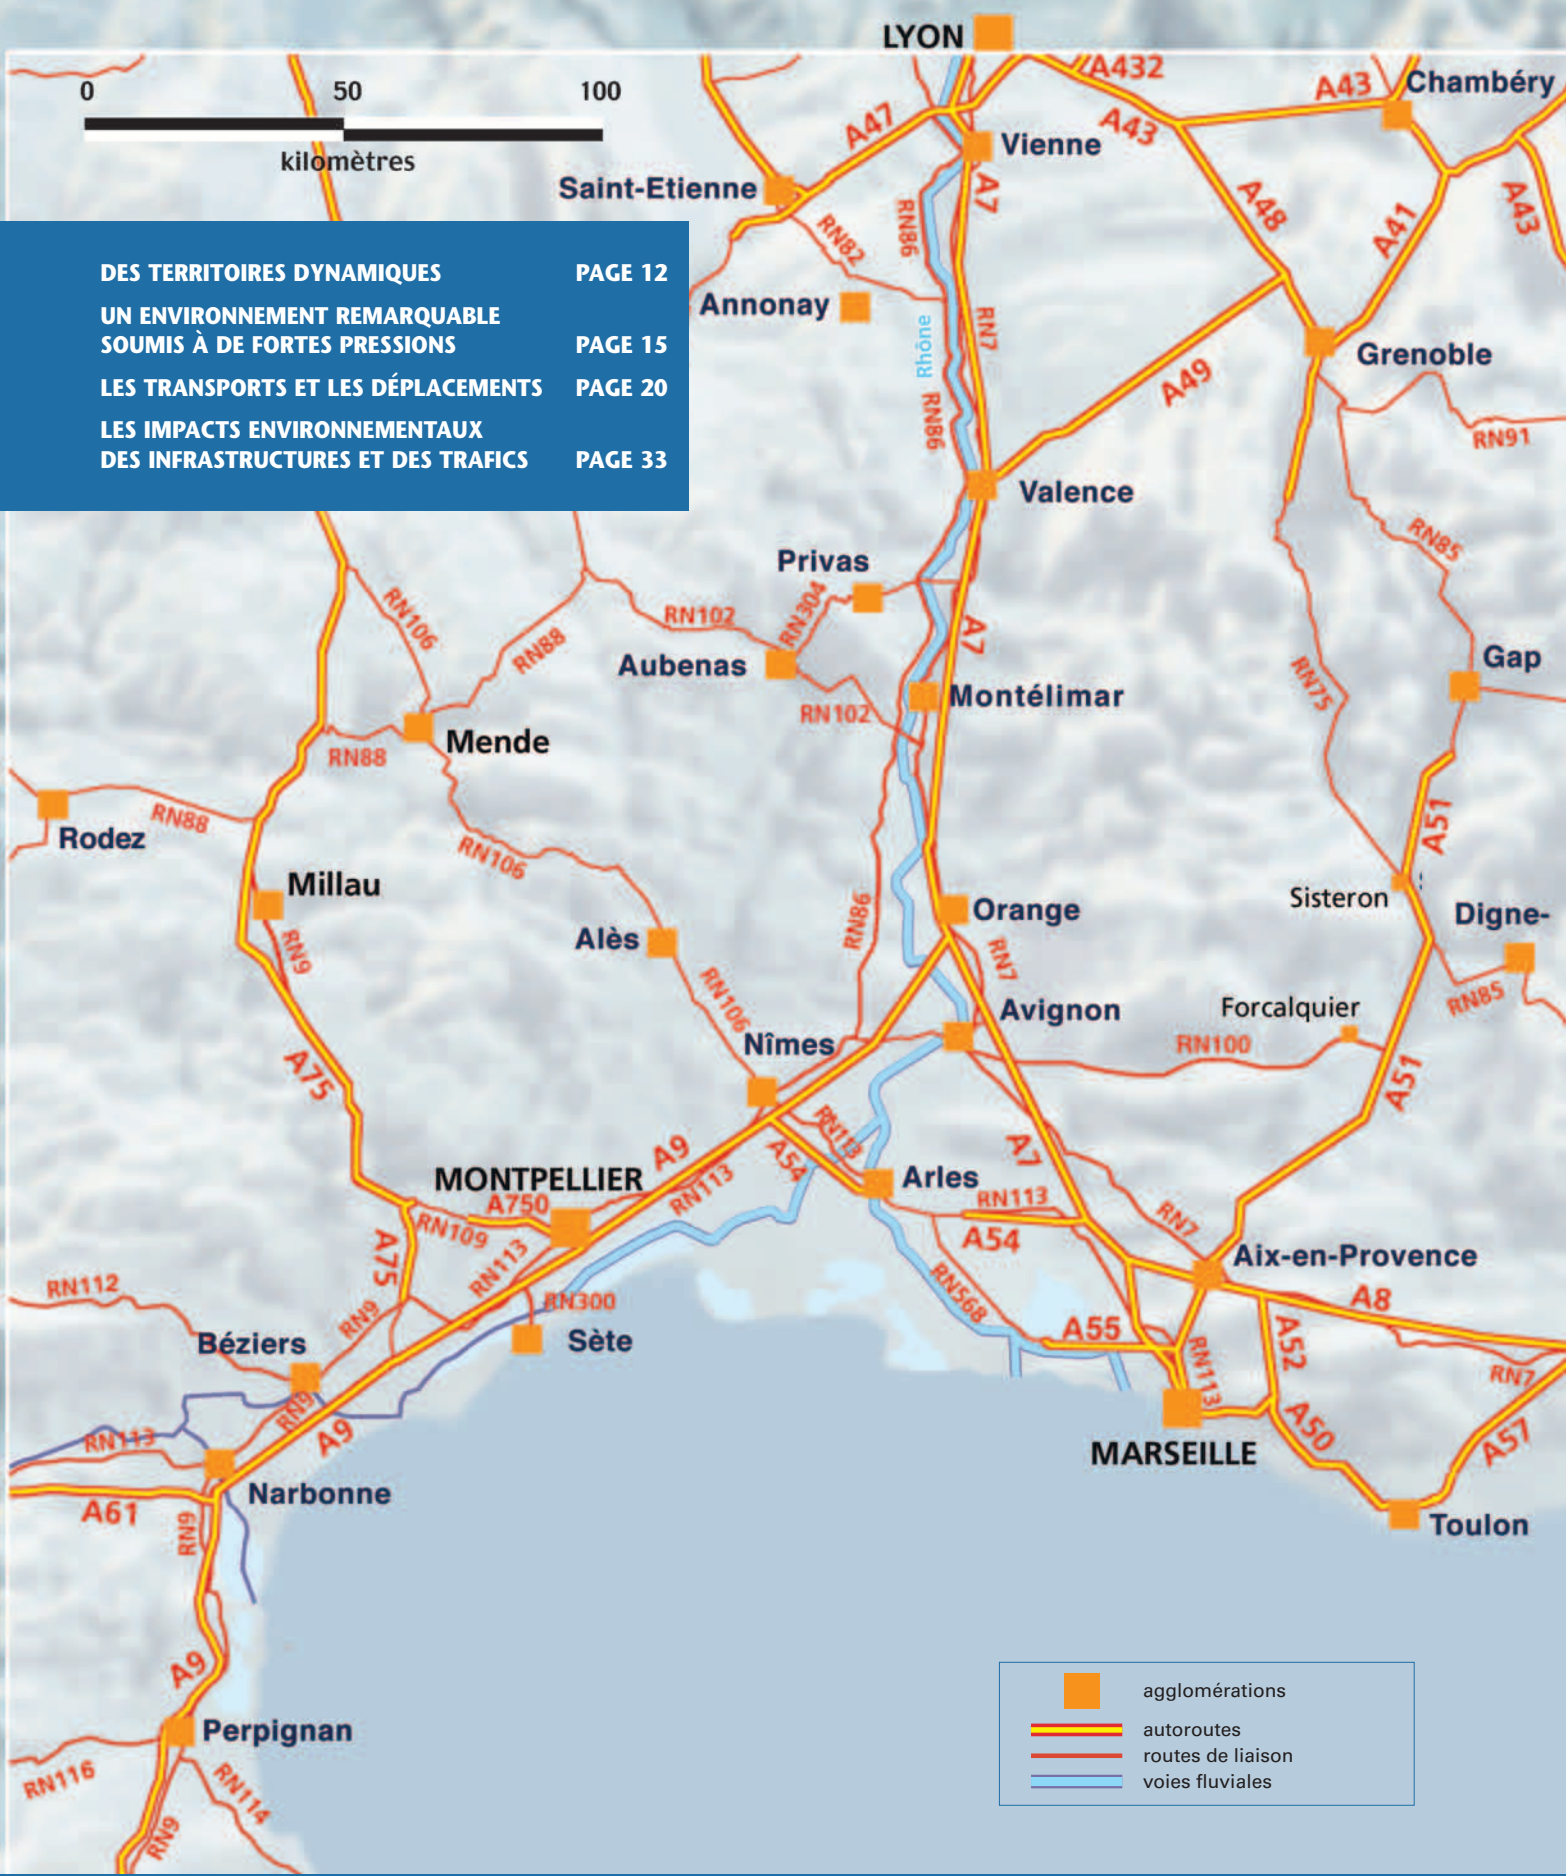 LYON
A432
A43
Chambéry
0 50 100
kilomètres
A47
A43
Vienne
Saint-Etienne
A7
A48
A43
RN86
RN82
A41
DES TERRITOIRES DYNAMIQUES PAGE 12
UN ENVIRONNEMENT REMARQUABLE
SOUMIS À DE FORTES PRESSIONS PAGE 15
LES TRANSPORTS ET LES DÉPLACEMENTS PAGE 20
LES IMPACTS ENVIRONNEMENTAUX
DES INFRASTRUCTURES ET DES TRAFICS PAGE 33
Annonay
RN7
Rhône
Grenoble
A49
RN86
RN91
Valence
RN85
Privas
RN106
RN304
RN102
A7
RN88
Aubenas
Gap
RN75
Montélimar
RN102
Mende
RN88
RN88
Rodez
A51
RN106
Millau
Sisteron
Orange
Digne-
RN86
Alès
RN9
RN7
RN106
RN85
Avignon
Forcalquier
Nîmes
RN100
A75
A51
RN113
A9
A54
A7
MONTPELLIER
Arles
RN113
RN113
A750
RN109
RN7
A54
A75
RN113
Aix-en-Provence
RN112
RN568
RN300
A8
RN9
A55
Béziers
Sète
A52
RN113
RN7
RN9
A9
A50
RN113
MARSEILLE
A57
Narbonne
A61
RN9
Toulon
A9
Perpignan
RN116
RN114
RN9
agglomérations
autoroutes
routes de liaison
voies fluviales